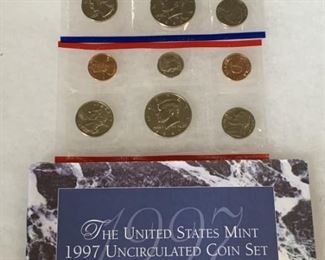 1997
THE UNITED STATES MINT
1997 UNCIRCULATED COIN SET